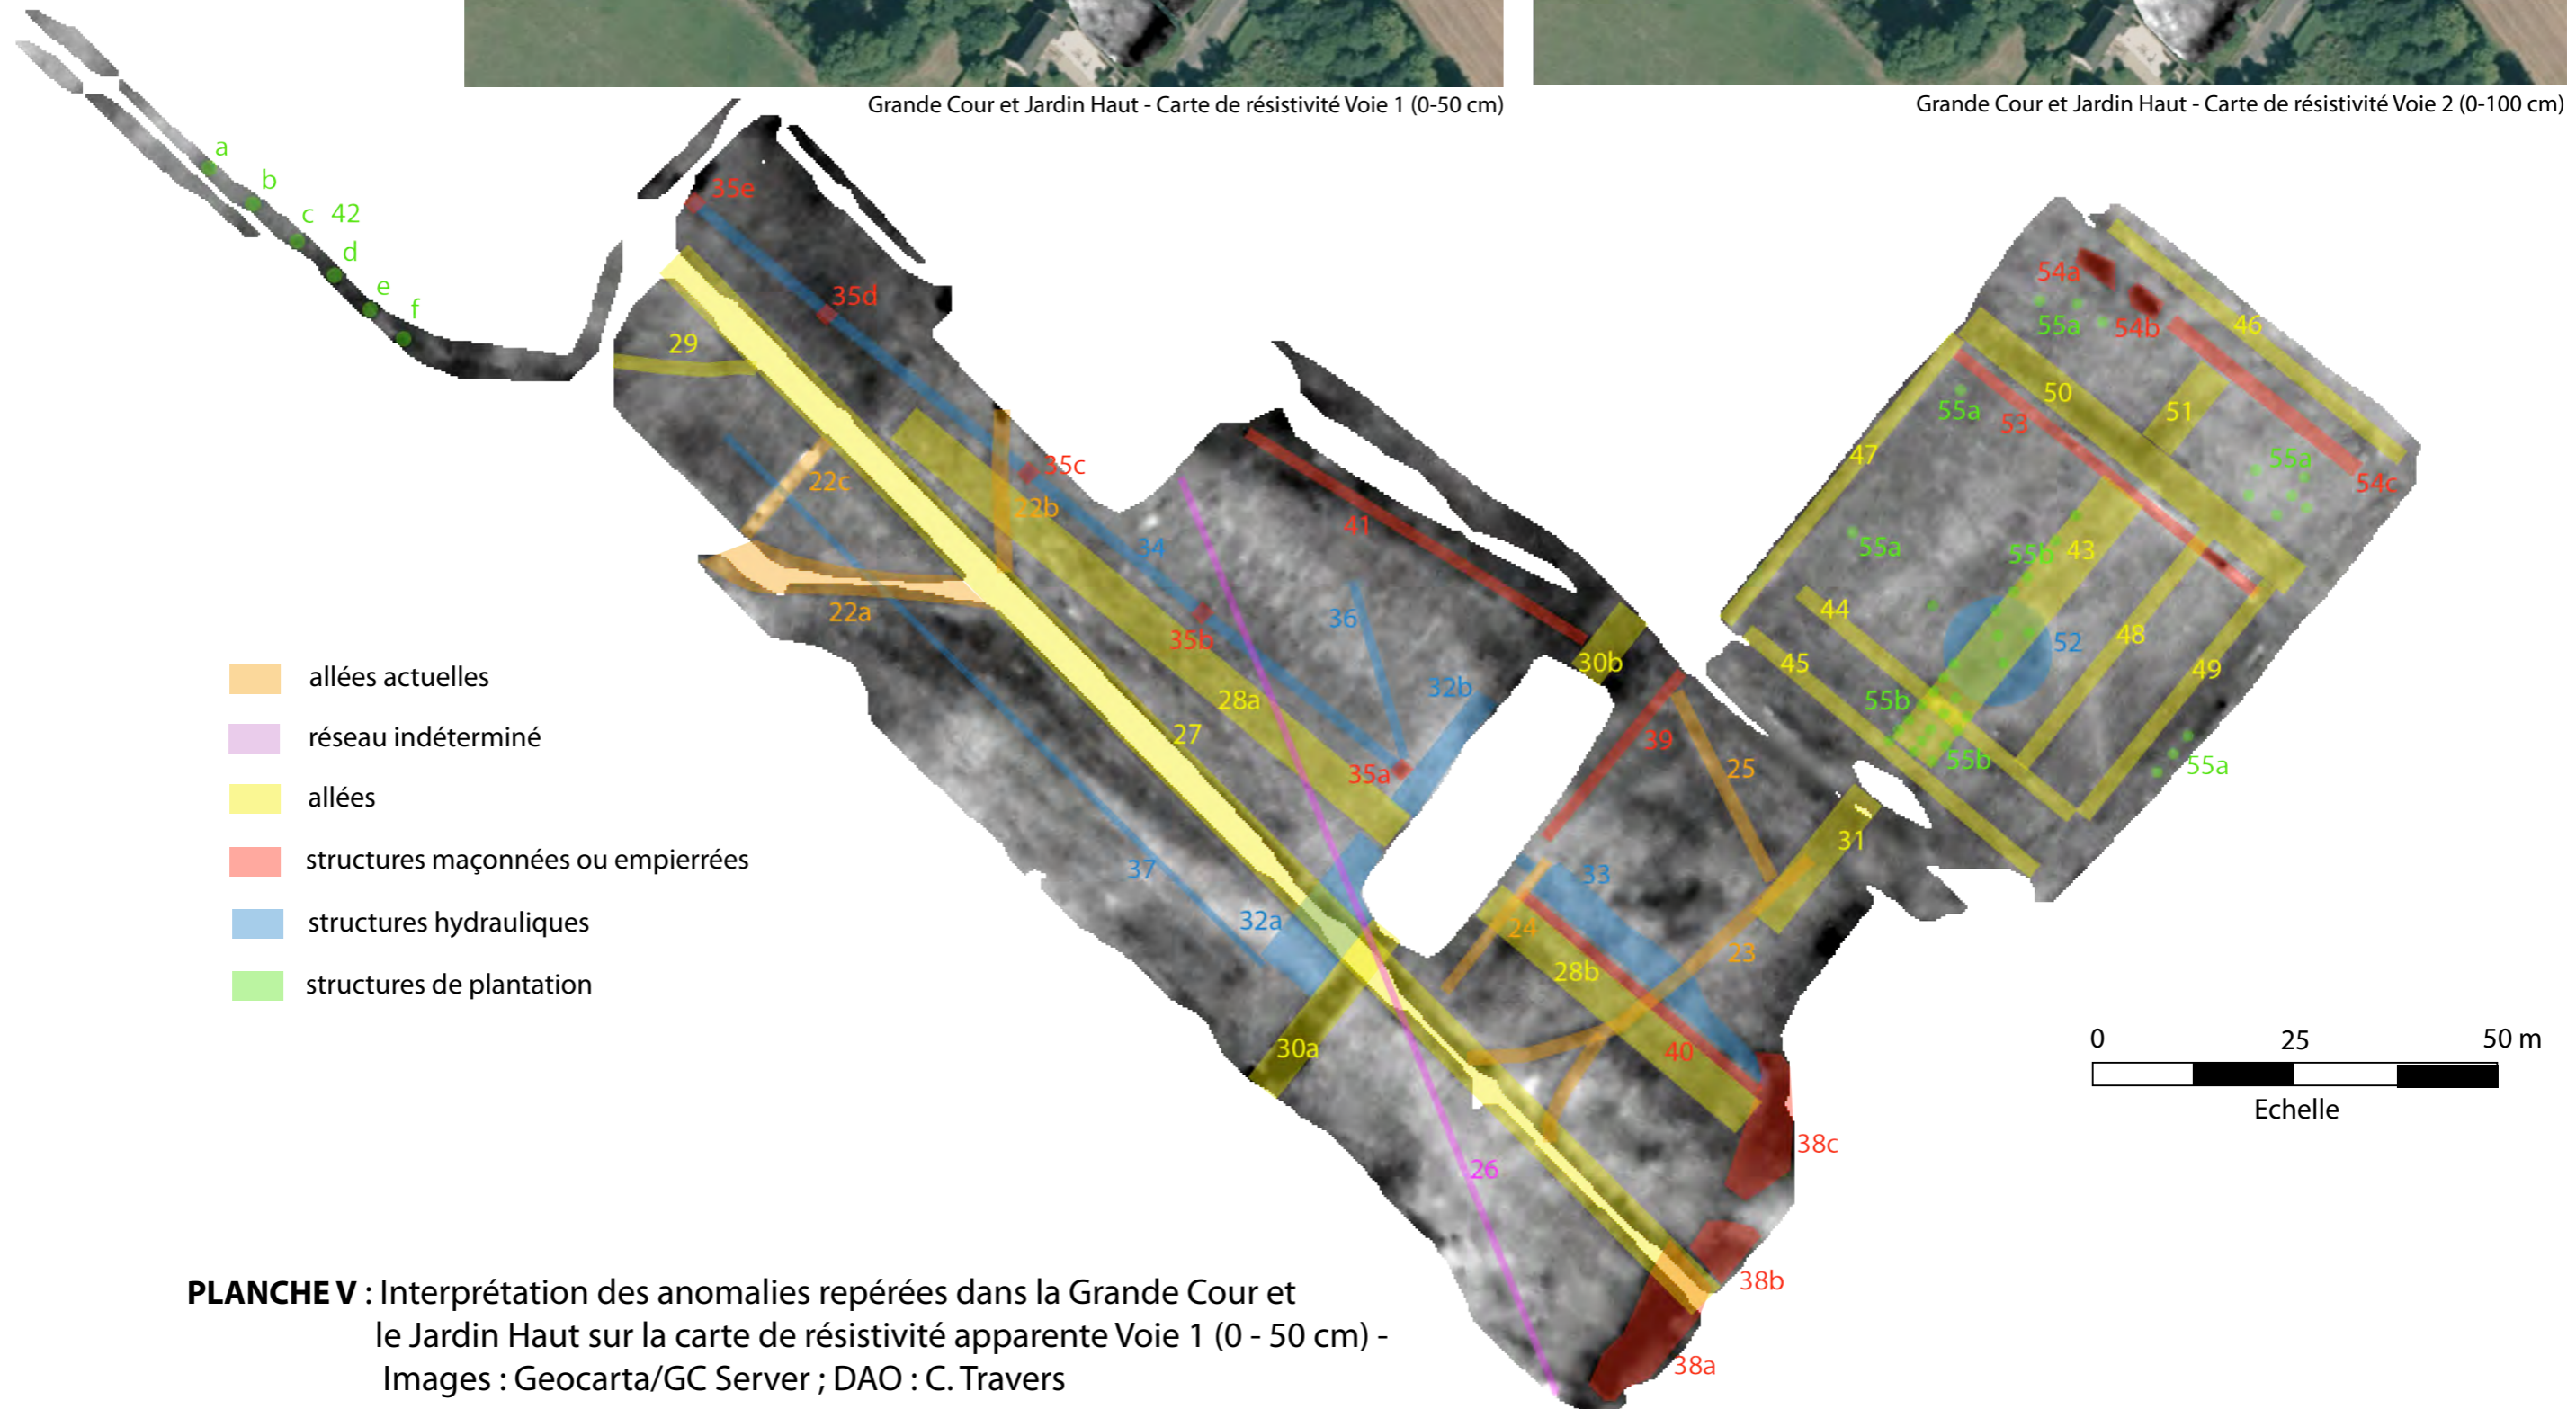 Grande Cour et Jardin Haut - Carte de résistivité Voie 1 (0-50 cm)
Grande Cour et Jardin Haut - Carte de résistivité Voie 2 (0-100 cm)
a
b
c 42
d
e
f
35e
35d
29
35c
22c
22b
34
41
22a
36
35b
30b
32b
28a
27
39
35a
25
37
31
33
32a
24
23
28b
30a
40
38c
26
38b
38a
54a
55a
54b
46
50
51
55a
53
47
55a
54c
55a
55b
43
44
52
48
45
49
55b
55b
55a
allées actuelles
réseau indéterminé
allées
structures maçonnées ou empierrées
structures hydrauliques
structures de plantation
0 25 50 m
Echelle
PLANCHE V : Interprétation des anomalies repérées dans la Grande Cour et
le Jardin Haut sur la carte de résistivité apparente Voie 1 (0 - 50 cm) -
Images : Geocarta/GC Server ; DAO : C. Travers